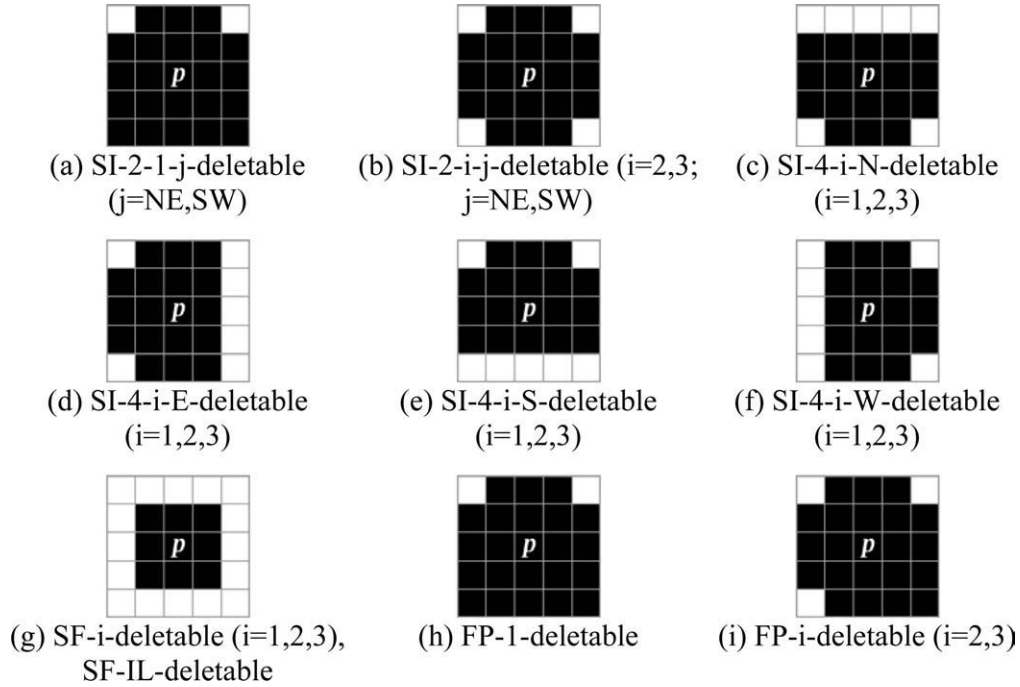 p
p
p
(a) SI-2-1-j-deletable
(j=NE,SW)
(b) SI-2-i-j-deletable (i=2,3;
j=NE,SW)
(c) SI-4-i-N-deletable
(i=1,2,3)
p
p
p
(d) SI-4-i-E-deletable
(i=1,2,3)
(e) SI-4-i-S-deletable
(i=1,2,3)
(f) SI-4-i-W-deletable
(i=1,2,3)
p
p
p
(g) SF-i-deletable (i=1,2,3),
SF-IL-deletable
(h) FP-1-deletable
(i) FP-i-deletable (i=2,3)